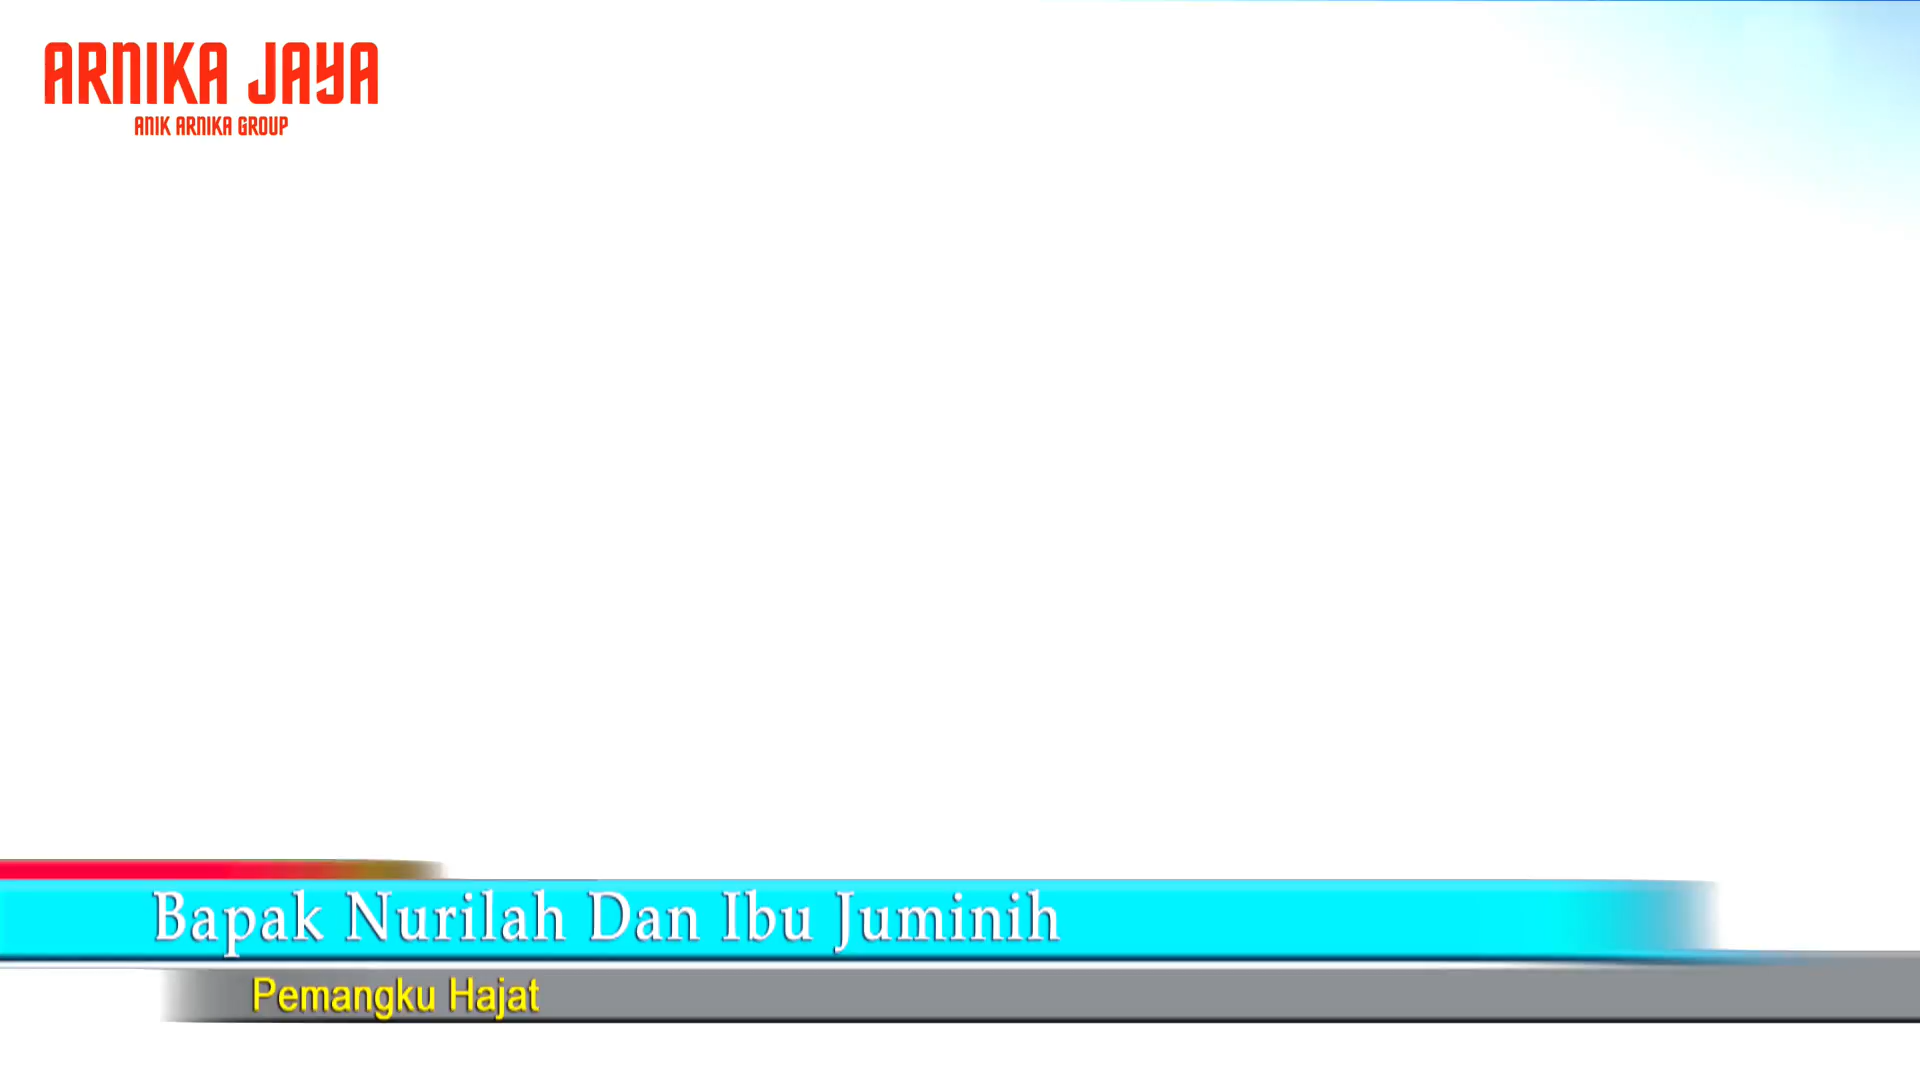 ARNIKA JAYA
ANIK ARNIKA GROUP
Bapak Nurilah Dan Ibu Juminih
Pemangku Hajat